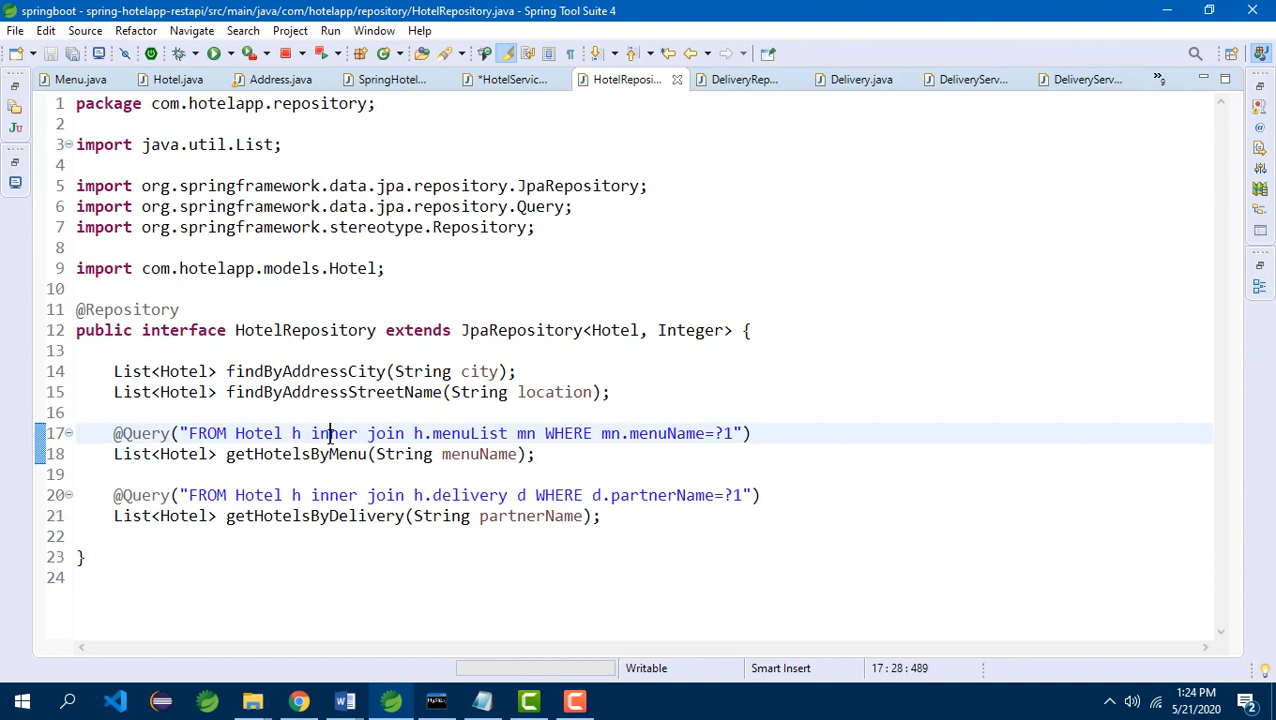 springboot - spring-hotelapp-restapi/src/main/java/com/hotelapp/repository/HotelRepository.java - Spring Tool Suite 4
File Edit Source Refactor Navigate Search Project Run Window Help
Menu.java Hotel.java Address.java SpringHotel... *HotelServic... HotelReposi... DeliveryRep... Delivery.java DeliveryServ... DeliveryServ...
1 package com.hotelapp.repository;
2
3 import java.util.List;
4
5 import org.springframework.data.jpa.repository.JpaRepository;
6 import org.springframework.data.jpa.repository.Query;
7 import org.springframework.stereotype.Repository;
8
9 import com.hotelapp.models.Hotel;
10
11 @Repository
12 public interface HotelRepository extends JpaRepository<Hotel, Integer> {
13
14 List<Hotel> findByAddressCity(String city);
15 List<Hotel> findByAddressStreetName(String location);
16
17 @Query("FROM Hotel h inner join h.menuList mn WHERE mn.menuName=?1")
18 List<Hotel> getHotelsByMenu(String menuName);
19
20 @Query("FROM Hotel h inner join h.delivery d WHERE d.partnerName=?1")
21 List<Hotel> getHotelsByDelivery(String partnerName);
22
23 }
24
Writable Smart Insert 17 : 28 : 489
1:24 PM
5/21/2020
2